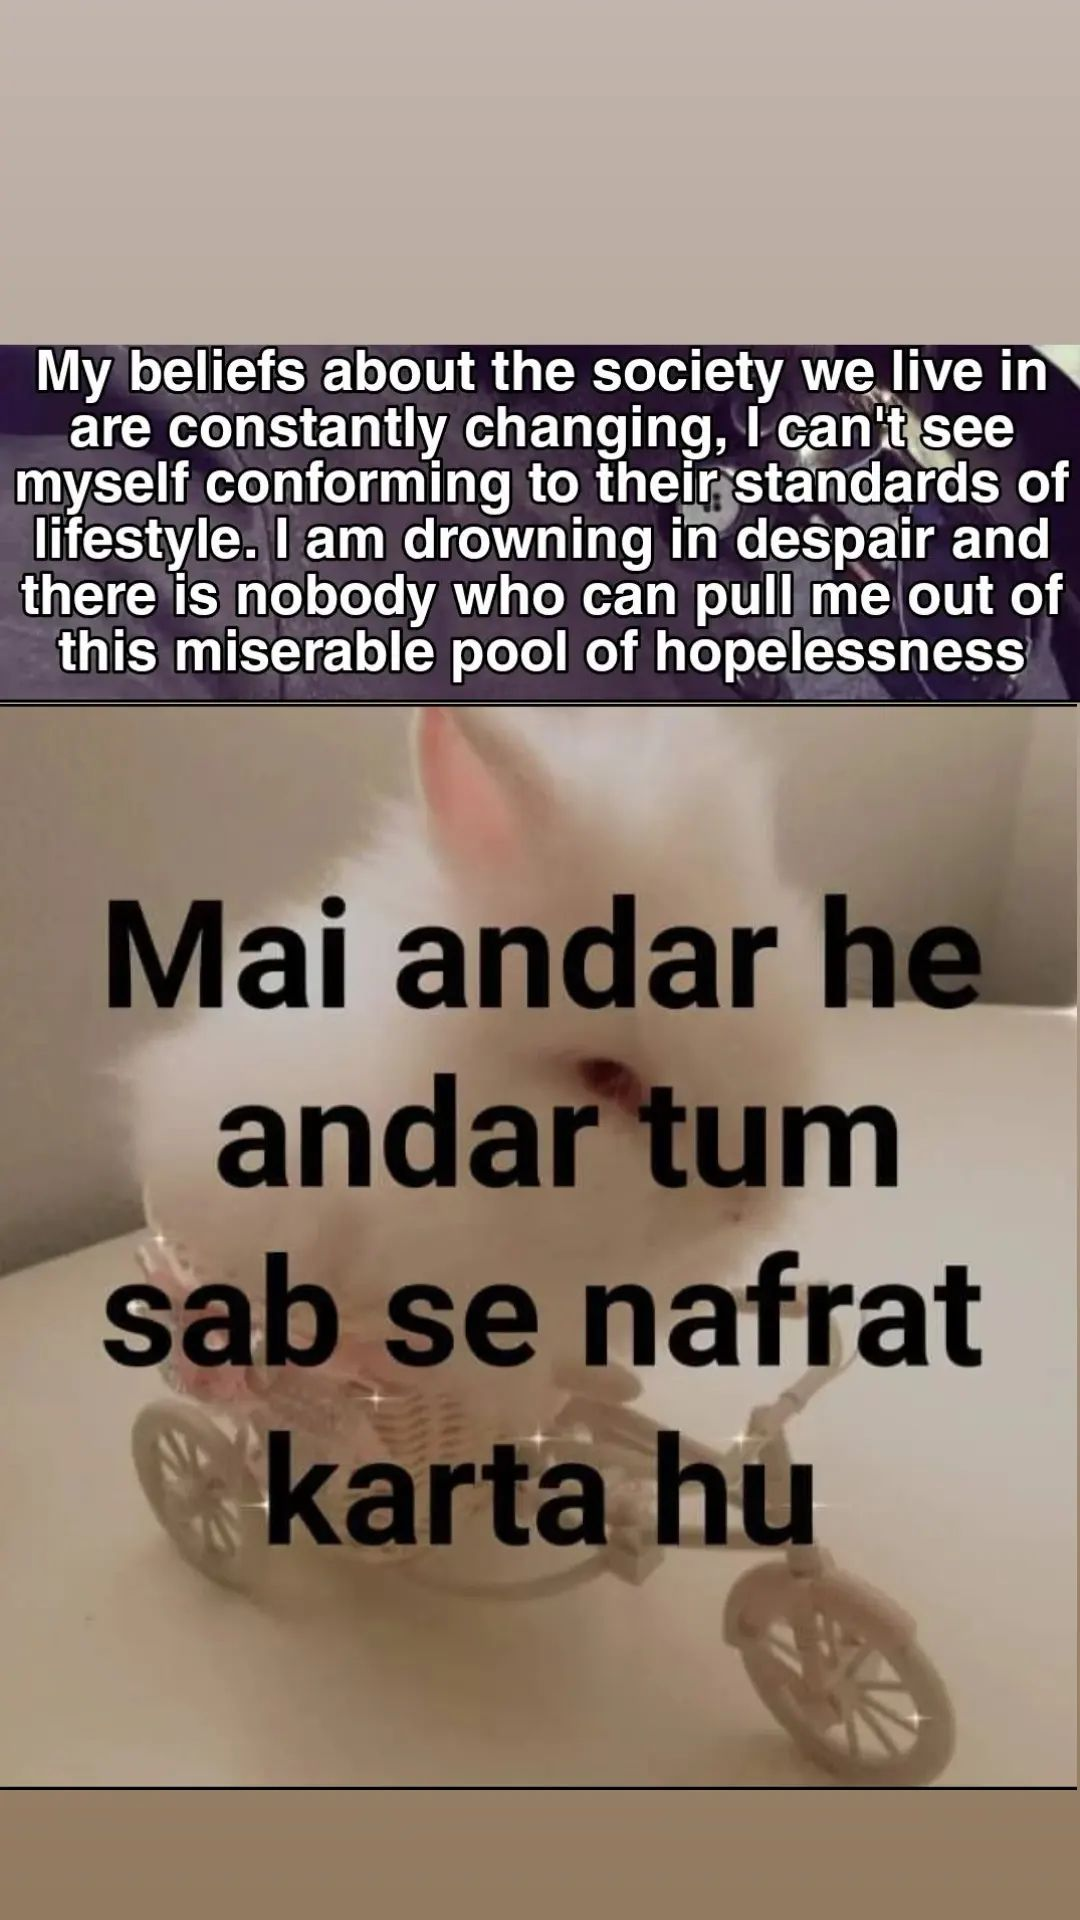 My beliefs about the society we live in
are constantly changing, I can't see
myself conforming to their standards of
lifestyle. I am drowning in despair and
there is nobody who can pull me out of
this miserable pool of hopelessness
Mai andar he
andar tum
sab se nafrat
karta hu